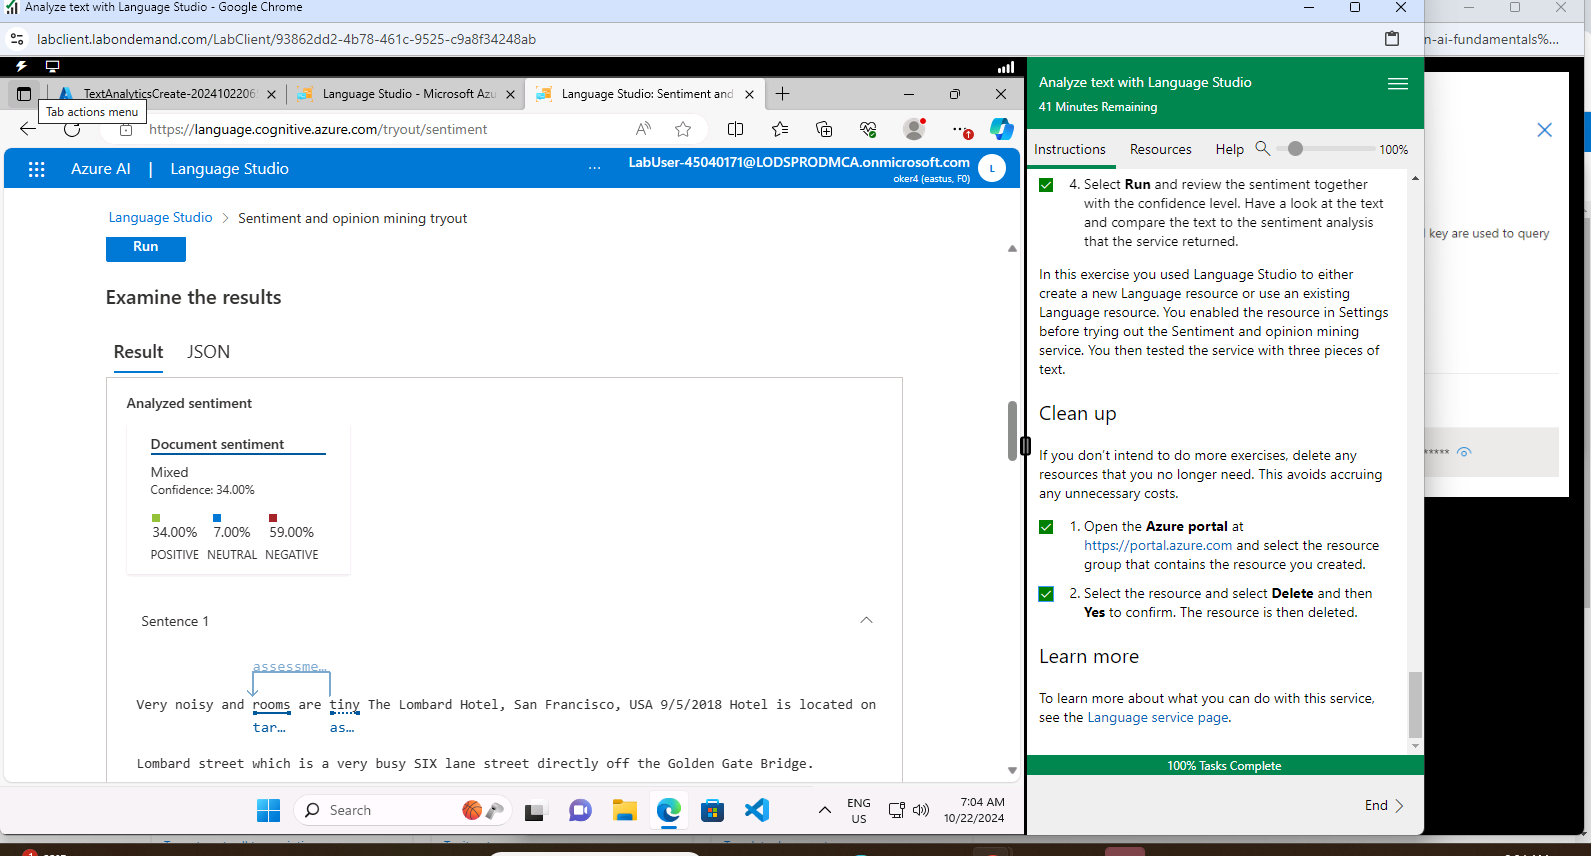 Analyze text with Language Studio - Google Chrome
labclient.labondemand.com/LabClient/93862dd2-4b78-461c-9525-c9a8f34248ab
n-ai-fundamentals%...
TextAnalyticsCreate-2024102206
Language Studio - Microsoft Azu
Language Studio: Sentiment and
Tab actions menu
https://language.cognitive.azure.com/tryout/sentiment
Azure AI | Language Studio
...
LabUser-45040171@LODSPRODMCA.onmicrosoft.com
oker4 (eastus, F0)
L
Language Studio > Sentiment and opinion mining tryout
Run
Examine the results
Result
JSON
Analyzed sentiment
Document sentiment
Mixed
Confidence: 34.00%
34.00% 7.00% 59.00%
POSITIVE NEUTRAL NEGATIVE
Sentence 1
assessme…
Very noisy and rooms are tiny The Lombard Hotel, San Francisco, USA 9/5/2018 Hotel is located on
tar… as…
Lombard street which is a very busy SIX lane street directly off the Golden Gate Bridge.
Search
ENG
US
7:04 AM
10/22/2024
Analyze text with Language Studio
41 Minutes Remaining
Instructions
Resources
Help
100%
4. Select Run and review the sentiment together
with the confidence level. Have a look at the text
and compare the text to the sentiment analysis
that the service returned.
In this exercise you used Language Studio to either
create a new Language resource or use an existing
Language resource. You enabled the resource in Settings
before trying out the Sentiment and opinion mining
service. You then tested the service with three pieces of
text.
Clean up
If you don't intend to do more exercises, delete any
resources that you no longer need. This avoids accruing
any unnecessary costs.
1. Open the Azure portal at
https://portal.azure.com and select the resource
group that contains the resource you created.
2. Select the resource and select Delete and then
Yes to confirm. The resource is then deleted.
Learn more
To learn more about what you can do with this service,
see the Language service page.
100% Tasks Complete
End
key are used to query
*****